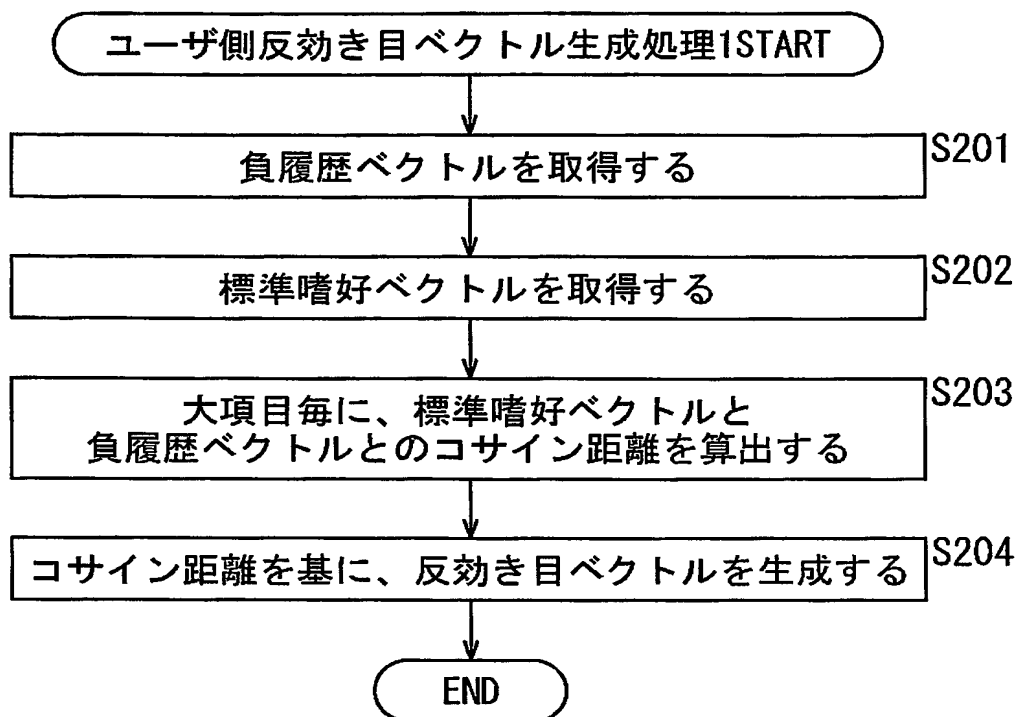 ユーザ側反効き目ベクトル生成処理1START
負履歴ベクトルを取得する
S201
標準嗜好ベクトルを取得する
S202
大項目毎に、標準嗜好ベクトルと
負履歴ベクトルとのコサイン距離を算出する
S203
コサイン距離を基に、反効き目ベクトルを生成する
S204
END